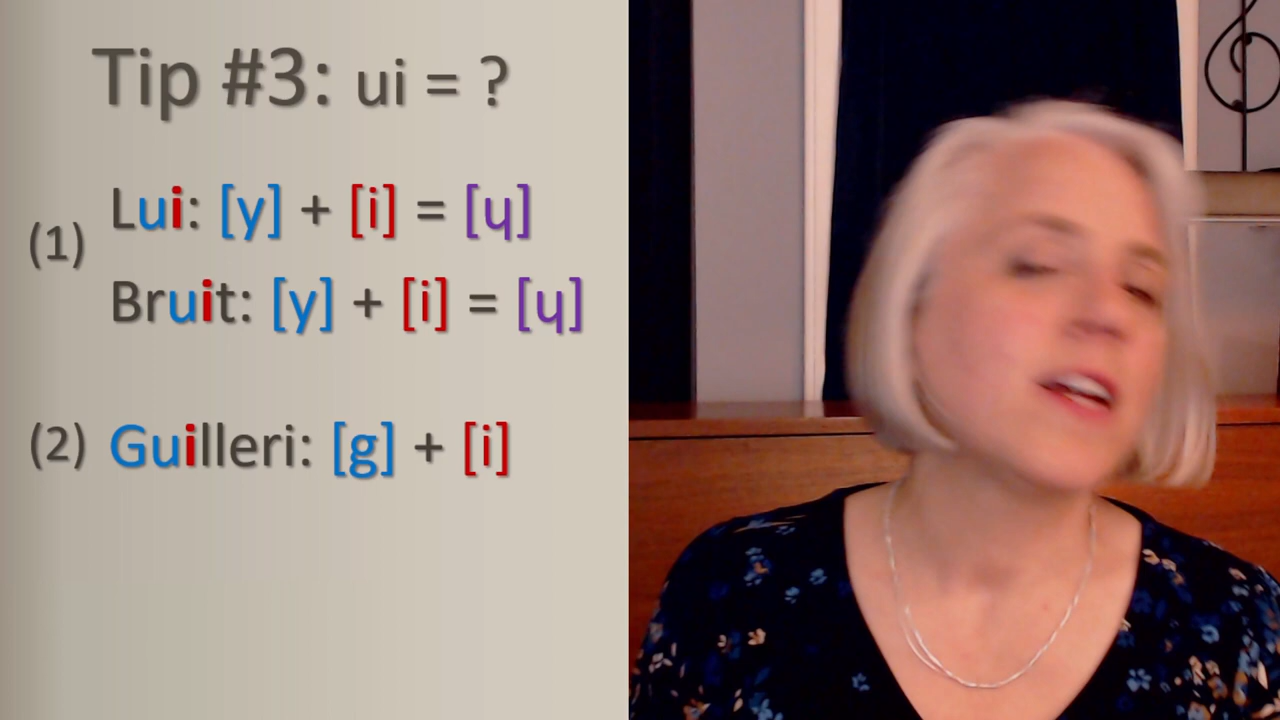 Tip #3: ui = ?
(1) Lui: [y] + [i] = [ɥ]
Bruit: [y] + [i] = [ɥ]
(2) Guilleri: [g] + [i]